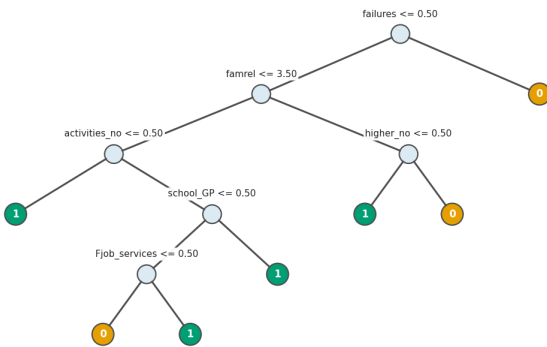 failures <= 0.50
famrel <= 3.50
0
activities_no <= 0.50
higher_no <= 0.50
1
school_GP <= 0.50
1
0
Fjob_services <= 0.50
1
0
1